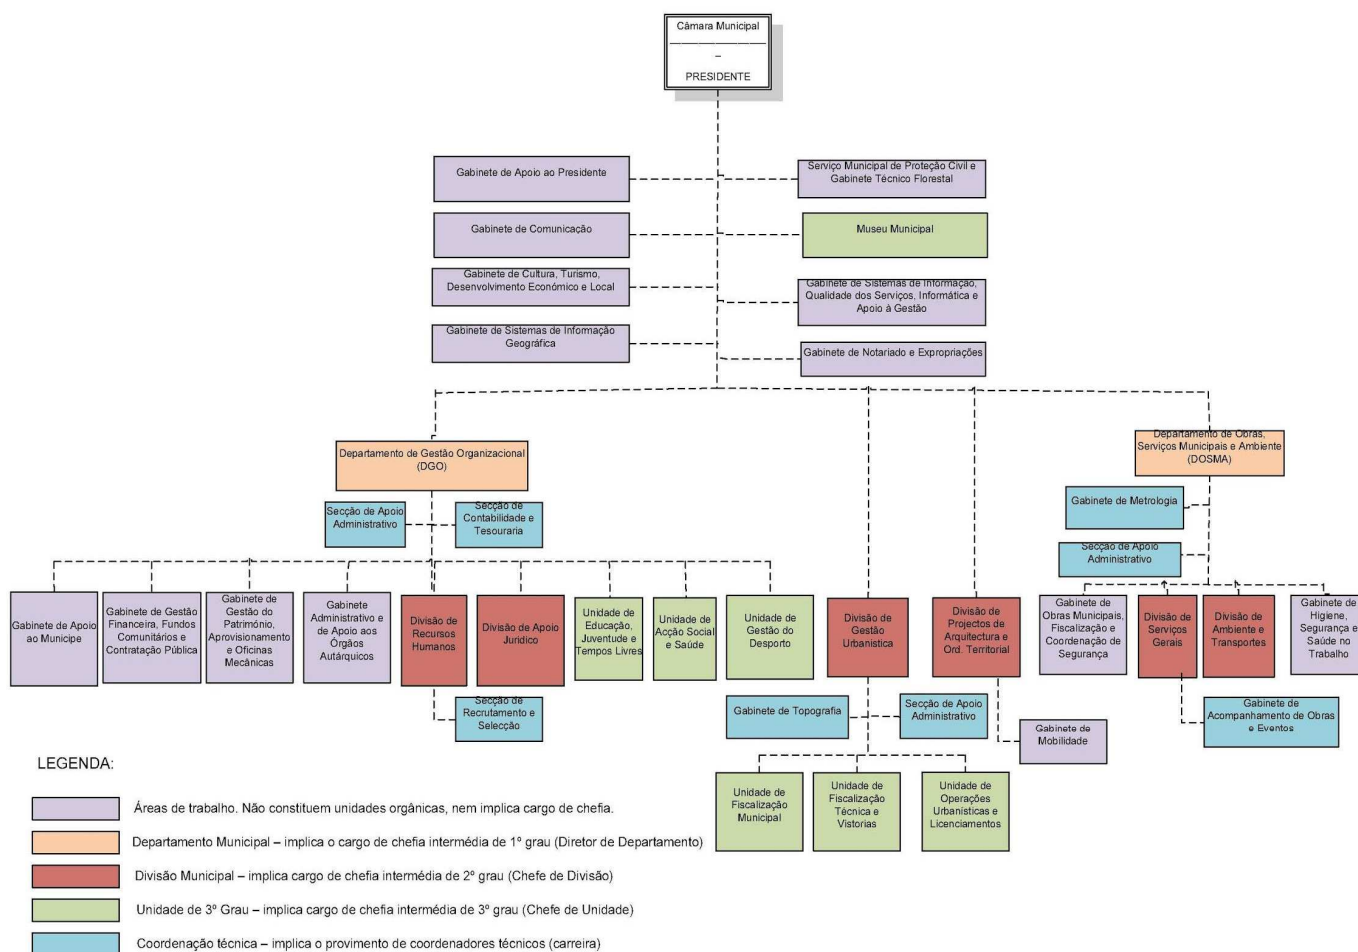 Câmara Municipal
–
PRESIDENTE
Gabinete de Apoio ao Presidente
Serviço Municipal de Proteção Civil e
Gabinete Técnico Florestal
Gabinete de Comunicação
Museu Municipal
Gabinete de Cultura, Turismo,
Desenvolvimento Económico e Local
Gabinete de Sistemas de Informação,
Qualidade dos Serviços, Informática e
Apoio à Gestão
Gabinete de Sistemas de Informação
Geográfica
Gabinete de Notariado e Expropriações
Departamento de Gestão Organizacional
(DGO)
Departamento de Obras,
Serviços Municipais e Ambiente
(DOSMA)
Secção de Apoio
Administrativo
Secção de
Contabilidade e
Tesouraria
Gabinete de Metrologia
Secção de Apoio
Administrativo
Gabinete de Apoio
ao Municipe
Gabinete de Gestão
Financeira, Fundos
Comunitários e
Contratação Pública
Gabinete de
Gestão do
Património,
Aprovisionamento
e Oficinas
Mecânicas
Gabinete
Administrativo e
de Apoio aos
Órgãos
Autárquicos
Divisão de
Recursos
Humanos
Divisão de Apoio
Jurídico
Unidade de
Educação,
Juventude e
Tempos Livres
Unidade de
Acção Social
e Saúde
Unidade de
Gestão do
Desporto
Divisão de
Gestão
Urbanística
Divisão de
Projectos de
Arquitectura e
Ord. Territorial
Gabinete de
Obras Municipais,
Fiscalização e
Coordenação de
Segurança
Divisão de
Serviços
Gerais
Divisão de
Ambiente e
Transportes
Gabinete de
Higiene,
Segurança e
Saúde no
Trabalho
Secção de
Recrutamento e
Selecção
Gabinete de Topografia
Secção de Apoio
Administrativo
Gabinete de
Mobilidade
Gabinete de
Acompanhamento de Obras
e Eventos
Unidade de
Fiscalização
Municipal
Unidade de
Fiscalização
Técnica e
Vistorias
Unidade de
Operações
Urbanísticas e
Licenciamentos
LEGENDA:
Áreas de trabalho. Não constituem unidades orgânicas, nem implica cargo de chefia.
Departamento Municipal – implica o cargo de chefia intermédia de 1º grau (Diretor de Departamento)
Divisão Municipal – implica cargo de chefia intermédia de 2º grau (Chefe de Divisão)
Unidade de 3º Grau – implica cargo de chefia intermédia de 3º grau (Chefe de Unidade)
Coordenação técnica – implica o provimento de coordenadores técnicos (carreira)